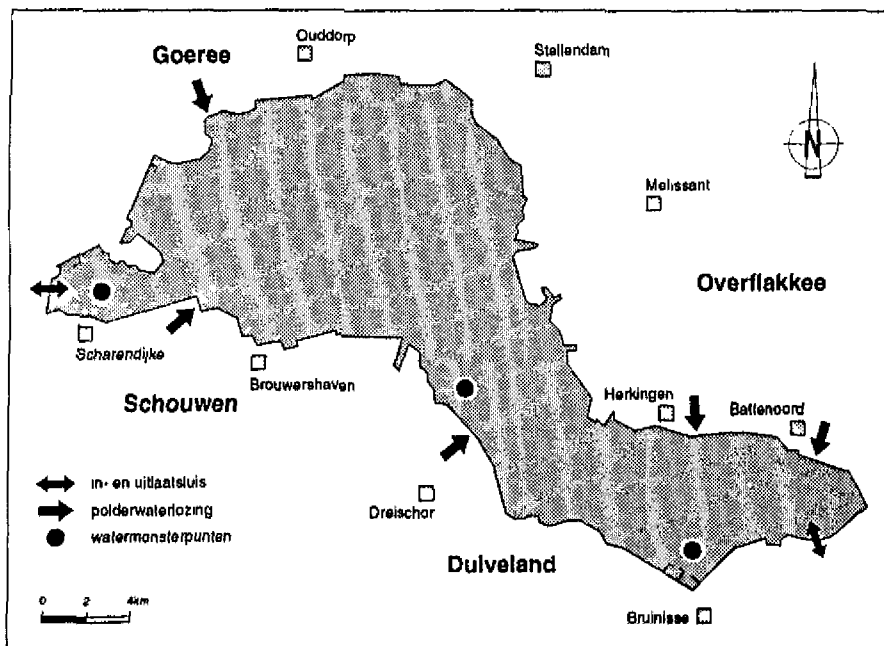 Ouddorp
Goeree
Stellendam
N
Melissant
Overflakkee
Scharendijke
Brouwershaven
Schouwen
Herkingen
Battenoord
in- en uitlaatsluis
polderwaterlozing
watermonsterpunten
Dreischor
Duiveland
0 2 4km
Bruinisse